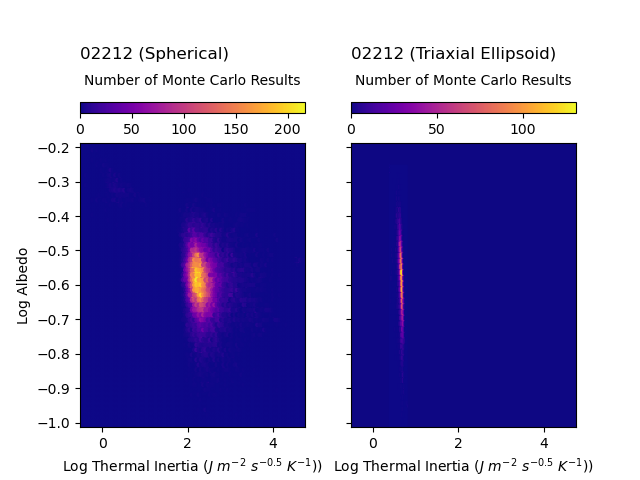 02212 (Spherical)
Number of Monte Carlo Results
0 50 100 150 200
−0.2
−0.3
−0.4
−0.5
−0.6
−0.7
−0.8
−0.9
−1.0
Log Albedo
0 2 4
Log Thermal Inertia (J m⁻² s⁻⁰·⁵ K⁻¹))
02212 (Triaxial Ellipsoid)
Number of Monte Carlo Results
0 50 100
0 2 4
Log Thermal Inertia (J m⁻² s⁻⁰·⁵ K⁻¹))